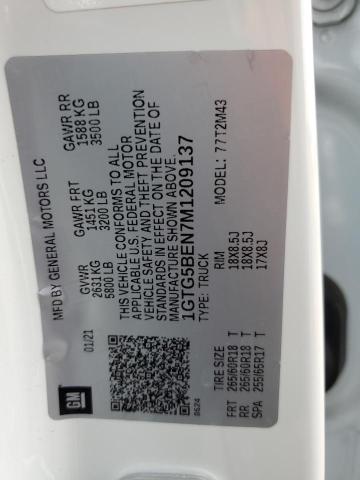 MFD BY GENERAL MOTORS LLC
01/21
GVWR
2631 KG
5800 LB
GAWR FRT
1451 KG
3200 LB
GAWR RR
1588 KG
3500 LB
THIS VEHICLE CONFORMS TO ALL
APPLICABLE U.S. FEDERAL MOTOR
VEHICLE SAFETY AND THEFT PREVENTION
STANDARDS IN EFFECT ON THE DATE OF
MANUFACTURE SHOWN ABOVE.
1GTG5BEN7M1209137
TYPE: TRUCK
MODEL: 77T2M43
GM
8624
TIRE SIZE RIM
FRT 265/60R18 T 18X8.5J
RR 265/60R18 T 18X8.5J
SPA 255/65R17 T 17X8J